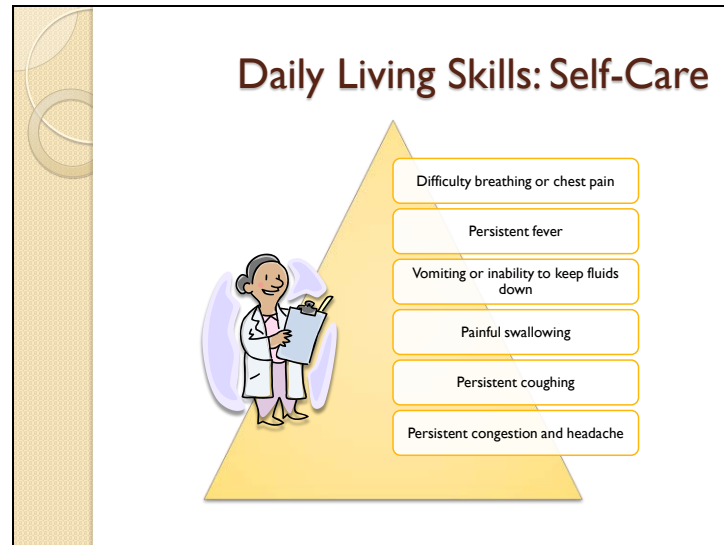 Daily Living Skills: Self-Care
Difficulty breathing or chest pain
Persistent fever
Vomiting or inability to keep fluids
down
Painful swallowing
Persistent coughing
Persistent congestion and headache